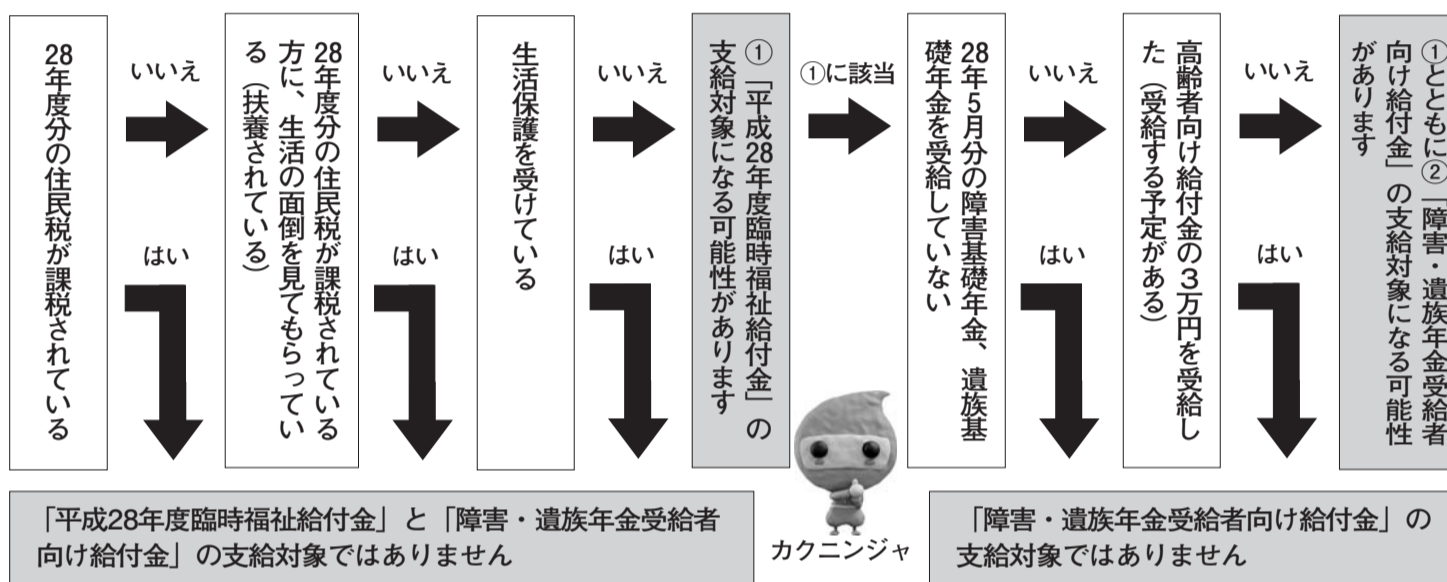 28年度分の住民税が課税されている
いいえ
はい
28年度分の住民税が課税されている
方に、生活の面倒を見てもらってい
る（扶養されている）
いいえ
はい
生活保護を受けている
いいえ
はい
①「平成28年度臨時福祉給付金」の
支給対象になる可能性があります
①に該当
28年5月分の障害基礎年金、遺族基
礎年金を受給していない
いいえ
はい
高齢者向け給付金の3万円を受給し
た（受給する予定がある）
いいえ
はい
①とともに②「障害・遺族年金受給者
向け給付金」の支給対象になる可能性
があります
「平成28年度臨時福祉給付金」と「障害・遺族年金受給者
向け給付金」の支給対象ではありません
カクニンジャ
「障害・遺族年金受給者向け給付金」の
支給対象ではありません